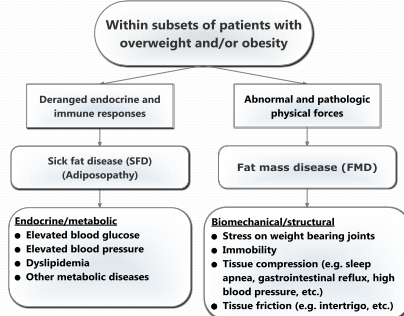 Within subsets of patients with
overweight and/or obesity
Deranged endocrine and
immune responses
Abnormal and pathologic
physical forces
Sick fat disease (SFD)
(Adiposopathy)
Fat mass disease (FMD)
Endocrine/metabolic
● Elevated blood glucose
● Elevated blood pressure
● Dyslipidemia
● Other metabolic diseases
Biomechanical/structural
● Stress on weight bearing joints
● Immobility
● Tissue compression (e.g. sleep
apnea, gastrointestinal reflux, high
blood pressure, etc.)
● Tissue friction (e.g. intertrigo, etc.)